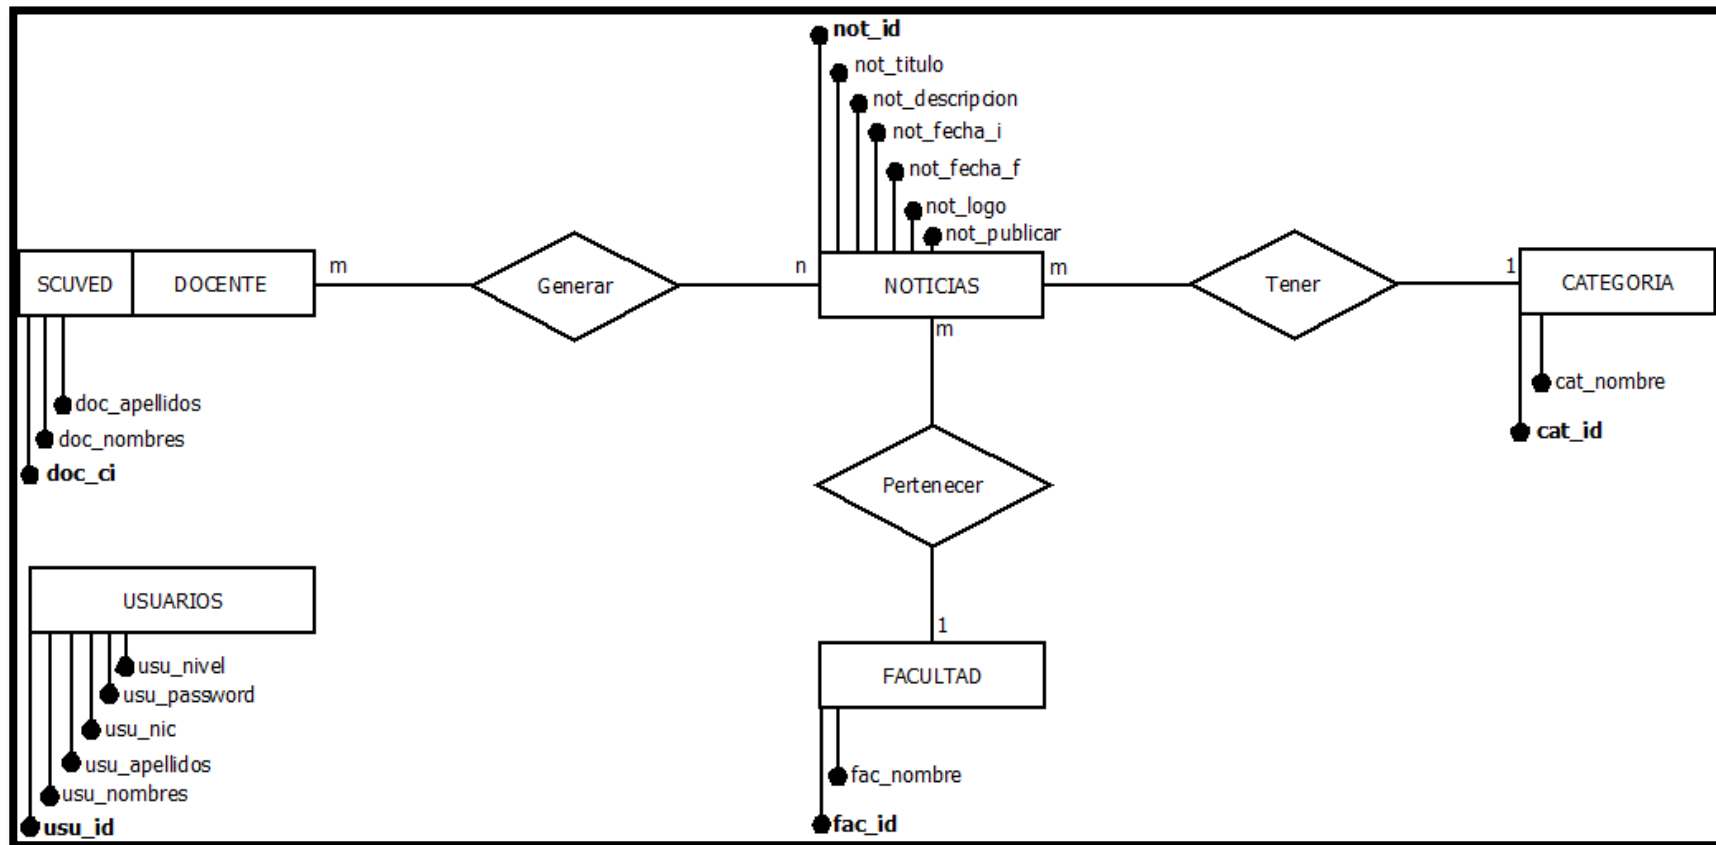 not_id
not_titulo
not_descripcion
not_fecha_i
not_fecha_f
not_logo
not_publicar
SCUVED DOCENTE m Generar n NOTICIAS m Tener 1 CATEGORIA
m
doc_apellidos
doc_nombres
doc_ci
cat_nombre
cat_id
Pertenecer
USUARIOS
usu_nivel
usu_password
usu_nic
usu_apellidos
usu_nombres
usu_id
1
FACULTAD
fac_nombre
fac_id